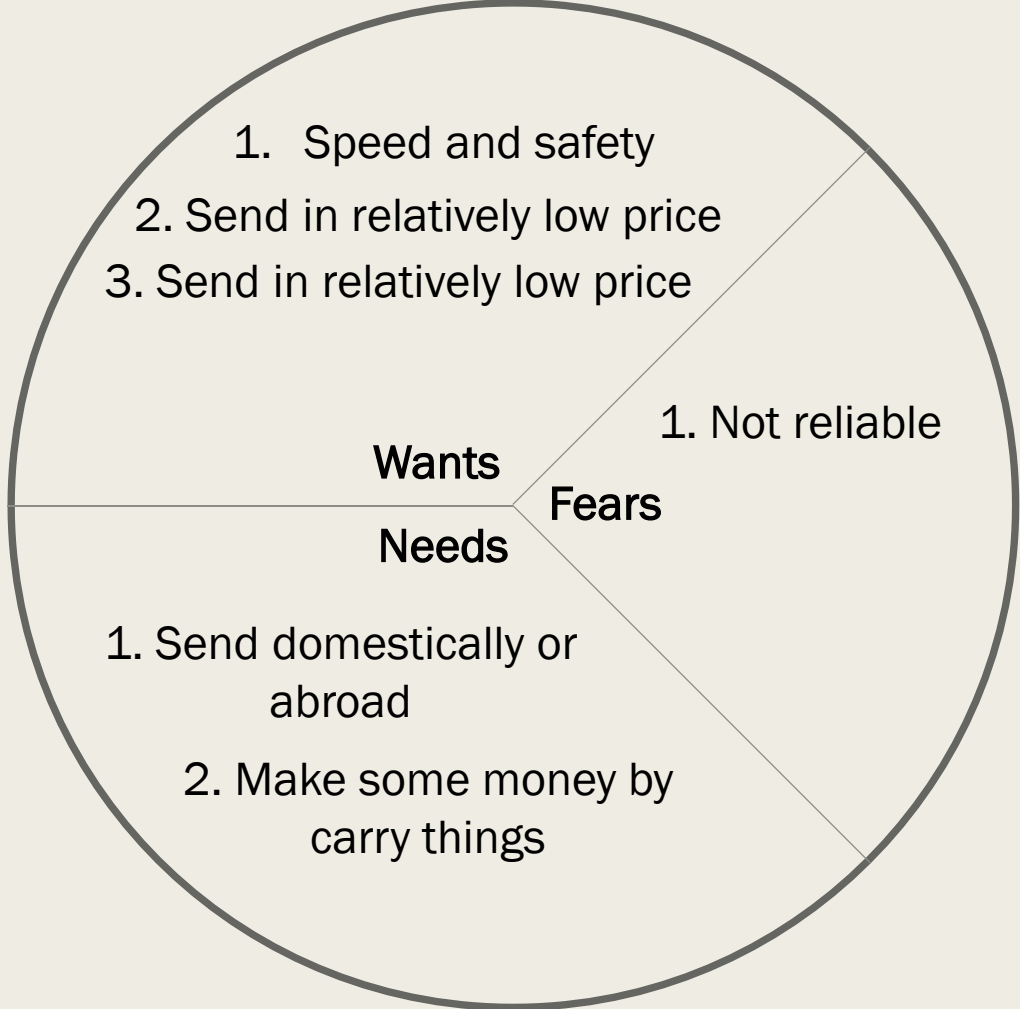 1. Speed and safety
2. Send in relatively low price
3. Send in relatively low price
1. Not reliable
Wants
Fears
Needs
1. Send domestically or
abroad
2. Make some money by
carry things